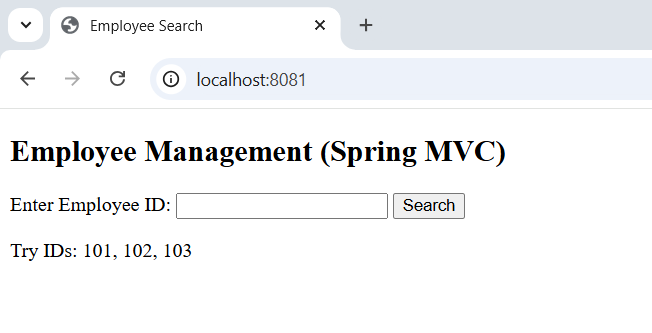 Employee Search
localhost:8081
Employee Management (Spring MVC)
Enter Employee ID: Search
Try IDs: 101, 102, 103